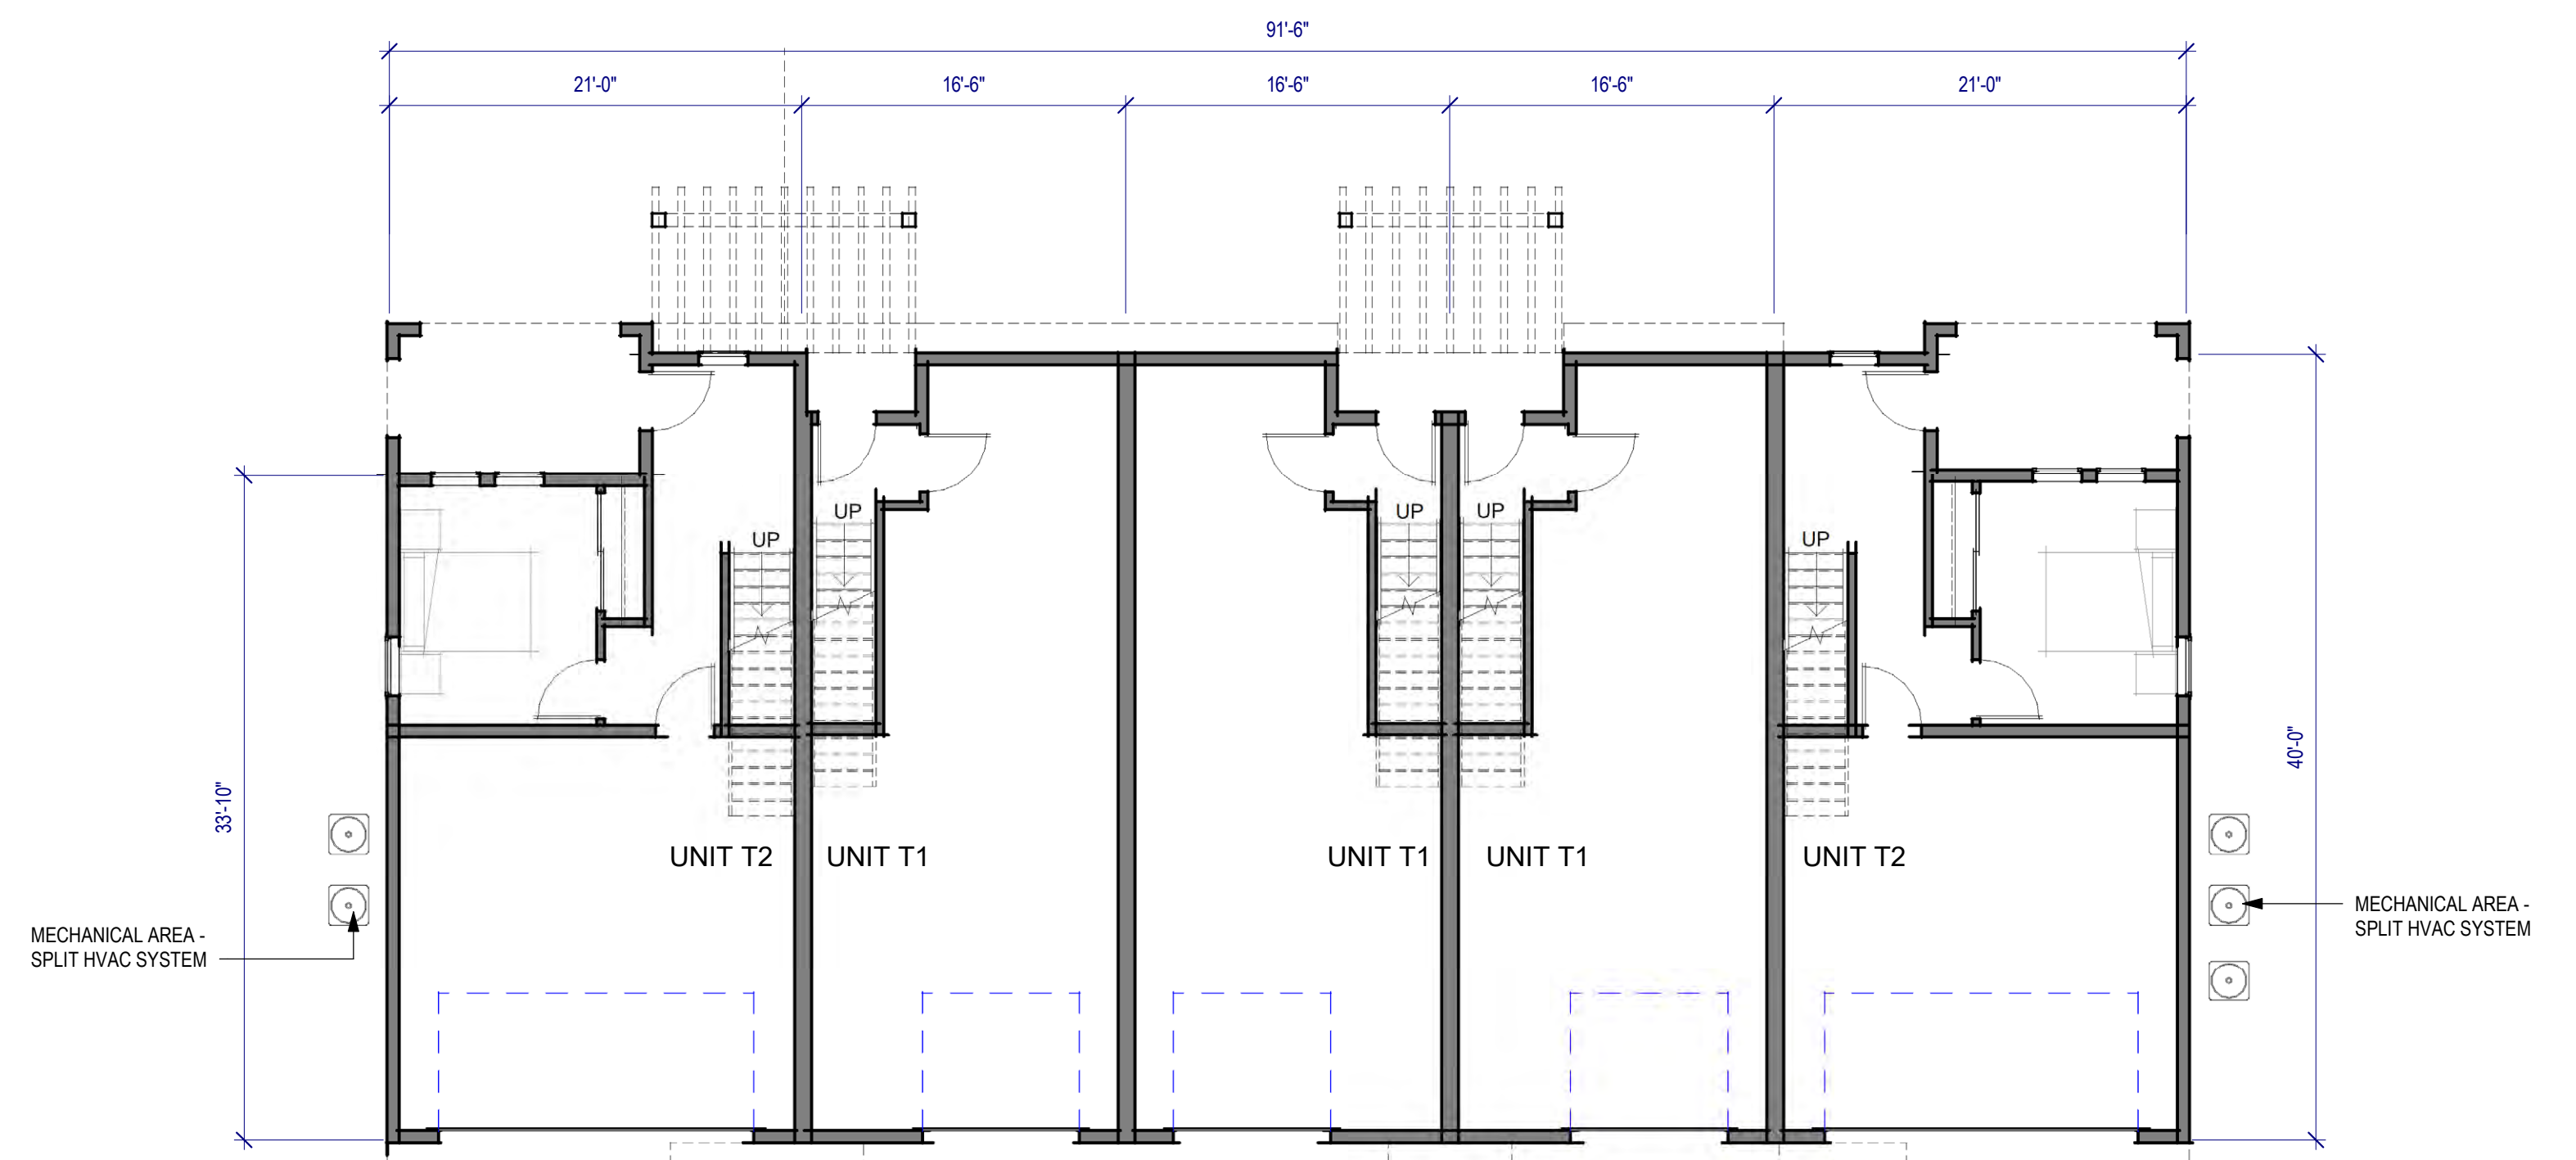 91'-6"
21'-0"
16'-6"
16'-6"
16'-6"
21'-0"
UP
UP
UP
UP
UP
UP
33'-10"
40'-0"
UNIT T2
UNIT T1
UNIT T1
UNIT T1
UNIT T2
MECHANICAL AREA -
SPLIT HVAC SYSTEM
MECHANICAL AREA -
SPLIT HVAC SYSTEM